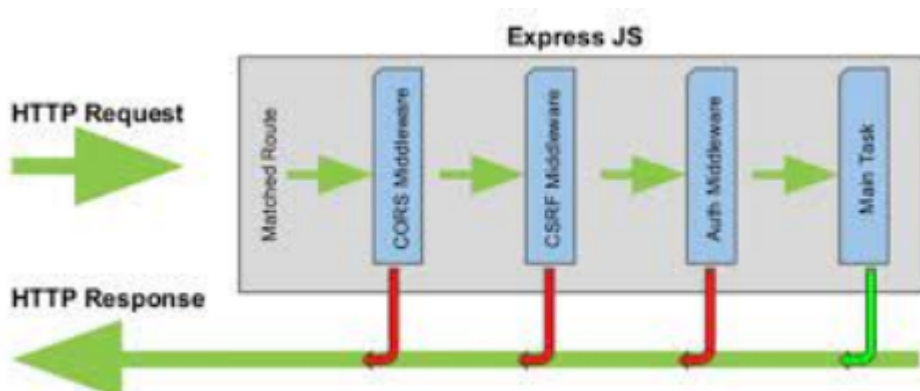 Express JS
HTTP Request
Matched Route
CORS Middleware
CSRF Middleware
Auth Middleware
Main Task
HTTP Response